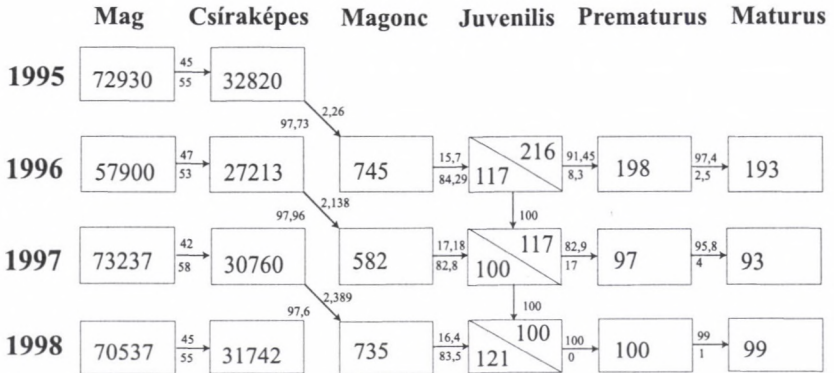 Mag Csíraképes Magonc Juvenilis Prematurus Maturus
45
1995 72930 55 32820
2,26
97,73
47 15,7 216 91,45 97,4
1996 57900 53 27213 745 84,29 117 8,3 198 2,5 193
2,138
97,96 100
42 17,18 117 82,9 95,8
1997 73237 58 30760 582 82,8 100 17 97 4 93
2,389
97,6 100
45 16,4 100 100 99
1998 70537 55 31742 735 83,5 121 0 100 1 99